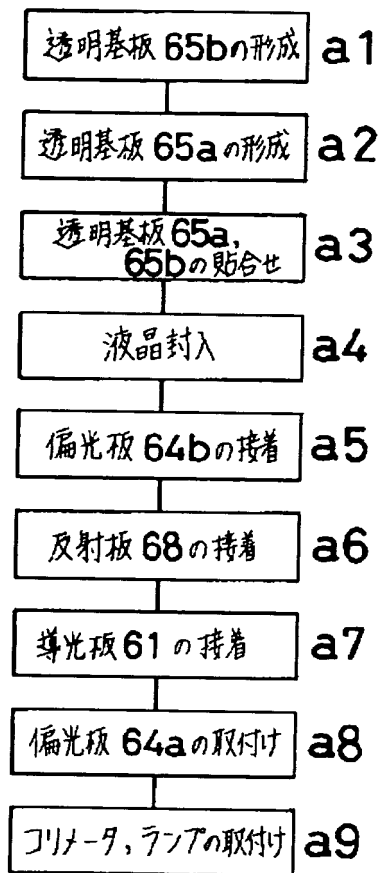 透明基板 65bの形成 a1
透明基板 65aの形成 a2
透明基板65a,
65bの貼合せ a3
液晶封入 a4
偏光板 64bの接着 a5
反射板 68の接着 a6
導光板 61の接着 a7
偏光板 64aの取付け a8
コリメータ,ランプの取付け a9